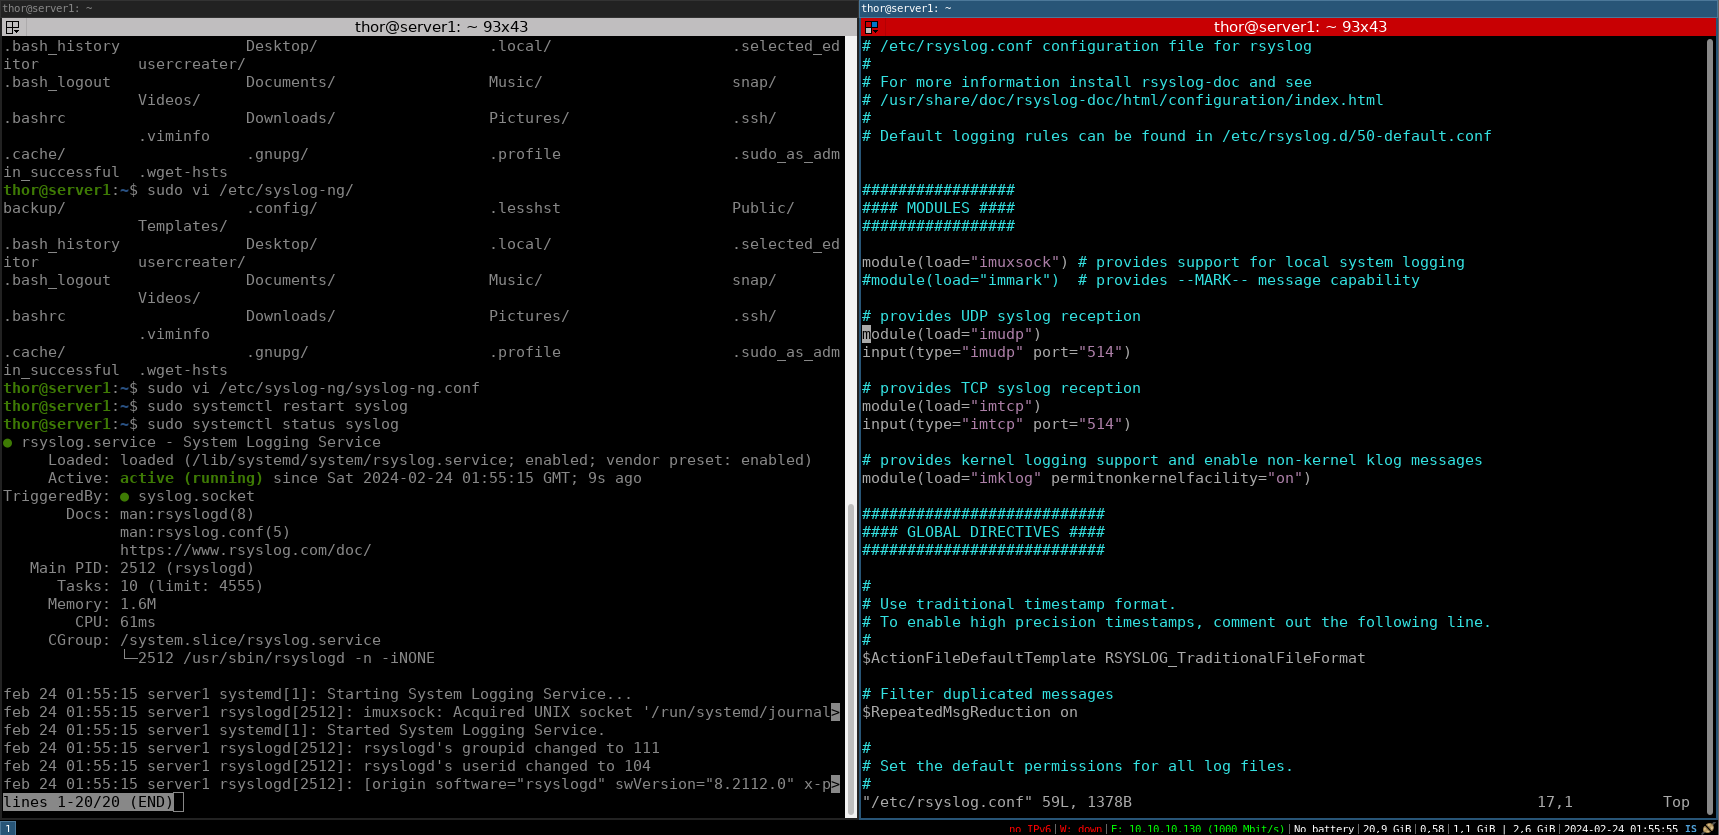 thor@server1: ~
thor@server1: ~ 93x43
.bash_history              Desktop/                   .local/                    .selected_ed
itor           usercreater/
.bash_logout               Documents/                 Music/                     snap/
               Videos/
.bashrc                    Downloads/                 Pictures/                  .ssh/
               .viminfo
.cache/                    .gnupg/                    .profile                   .sudo_as_adm
in_successful  .wget-hsts
thor@server1:~$ sudo vi /etc/syslog-ng/
backup/                    .config/                   .lesshst                   Public/
               Templates/
.bash_history              Desktop/                   .local/                    .selected_ed
itor           usercreater/
.bash_logout               Documents/                 Music/                     snap/
               Videos/
.bashrc                    Downloads/                 Pictures/                  .ssh/
               .viminfo
.cache/                    .gnupg/                    .profile                   .sudo_as_adm
in_successful  .wget-hsts
thor@server1:~$ sudo vi /etc/syslog-ng/syslog-ng.conf
thor@server1:~$ sudo systemctl restart syslog
thor@server1:~$ sudo systemctl status syslog
● rsyslog.service - System Logging Service
     Loaded: loaded (/lib/systemd/system/rsyslog.service; enabled; vendor preset: enabled)
     Active: active (running) since Sat 2024-02-24 01:55:15 GMT; 9s ago
TriggeredBy: ● syslog.socket
       Docs: man:rsyslogd(8)
             man:rsyslog.conf(5)
             https://www.rsyslog.com/doc/
   Main PID: 2512 (rsyslogd)
      Tasks: 10 (limit: 4555)
     Memory: 1.6M
        CPU: 61ms
     CGroup: /system.slice/rsyslog.service
             └─2512 /usr/sbin/rsyslogd -n -iNONE
feb 24 01:55:15 server1 systemd[1]: Starting System Logging Service...
feb 24 01:55:15 server1 rsyslogd[2512]: imuxsock: Acquired UNIX socket '/run/systemd/journal>
feb 24 01:55:15 server1 systemd[1]: Started System Logging Service.
feb 24 01:55:15 server1 rsyslogd[2512]: rsyslogd's groupid changed to 111
feb 24 01:55:15 server1 rsyslogd[2512]: rsyslogd's userid changed to 104
feb 24 01:55:15 server1 rsyslogd[2512]: [origin software="rsyslogd" swVersion="8.2112.0" x-p>
lines 1-20/20 (END)
thor@server1: ~
thor@server1: ~ 93x43
# /etc/rsyslog.conf configuration file for rsyslog
#
# For more information install rsyslog-doc and see
# /usr/share/doc/rsyslog-doc/html/configuration/index.html
#
# Default logging rules can be found in /etc/rsyslog.d/50-default.conf
#################
#### MODULES ####
#################
module(load="imuxsock") # provides support for local system logging
#module(load="immark")  # provides --MARK-- message capability
# provides UDP syslog reception
module(load="imudp")
input(type="imudp" port="514")
# provides TCP syslog reception
module(load="imtcp")
input(type="imtcp" port="514")
# provides kernel logging support and enable non-kernel klog messages
module(load="imklog" permitnonkernelfacility="on")
###########################
#### GLOBAL DIRECTIVES ####
###########################
#
# Use traditional timestamp format.
# To enable high precision timestamps, comment out the following line.
#
$ActionFileDefaultTemplate RSYSLOG_TraditionalFileFormat
# Filter duplicated messages
$RepeatedMsgReduction on
#
# Set the default permissions for all log files.
#
"/etc/rsyslog.conf" 59L, 1378B                                             17,1          Top
1
no IPv6|W: down|E: 10.10.10.130 (1000 Mbit/s)|No battery|20,9 GiB|0,58|1,1 GiB | 2,6 GiB|2024-02-24 01:55:55 IS